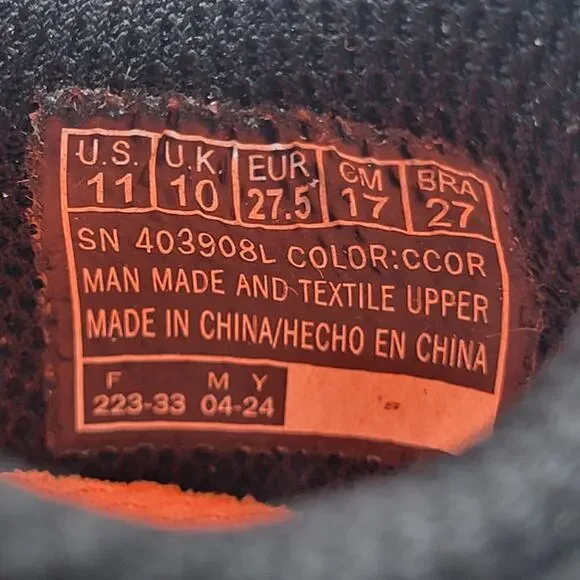 U.S. U.K. EUR CM BRA
11 10 27.5 17 27
SN 403908L COLOR:CCOR
MAN MADE AND TEXTILE UPPER
MADE IN CHINA/HECHO EN CHINA
F M Y
223-33 04-24